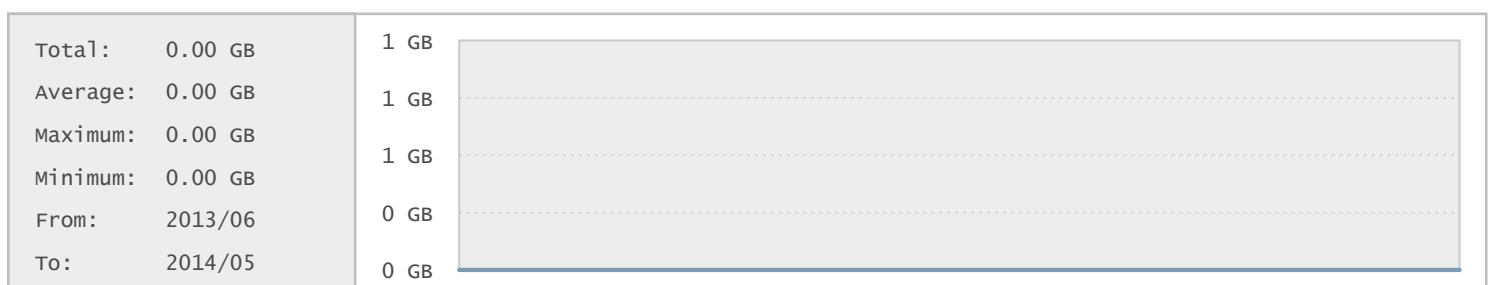 Total: 0.00 GB
Average: 0.00 GB
Maximum: 0.00 GB
Minimum: 0.00 GB
From: 2013/06
To: 2014/05
1 GB
1 GB
1 GB
0 GB
0 GB